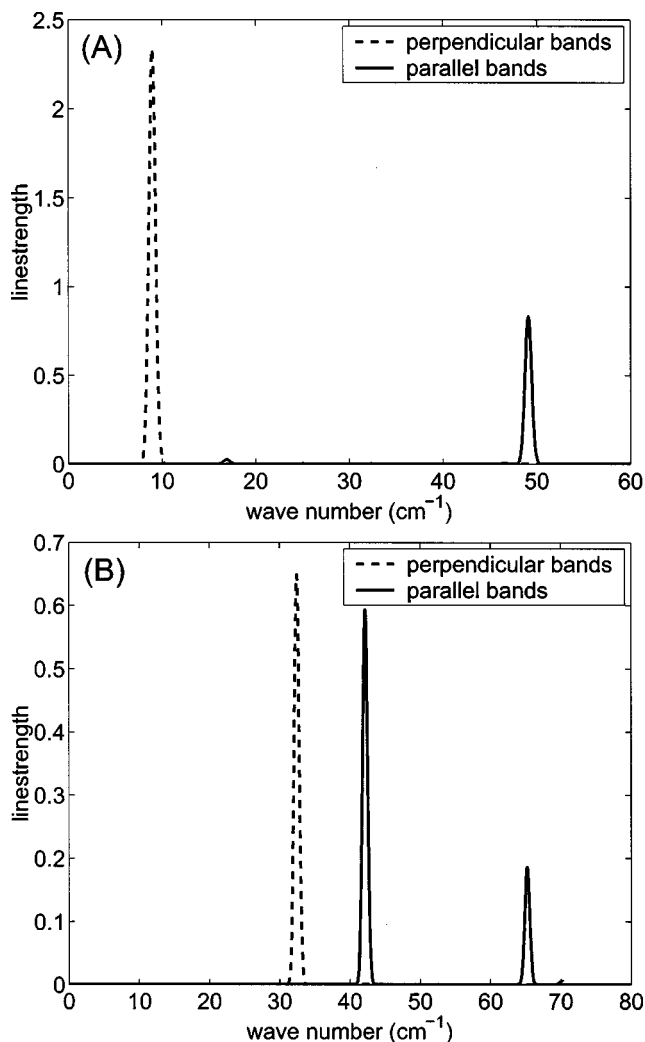 (A)
perpendicular bands
parallel bands
2.5
2
1.5
1
0.5
0
linestrength
0 10 20 30 40 50 60
wave number (cm⁻¹)
(B)
perpendicular bands
parallel bands
0.7
0.6
0.5
0.4
0.3
0.2
0.1
0
linestrength
0 10 20 30 40 50 60 70 80
wave number (cm⁻¹)